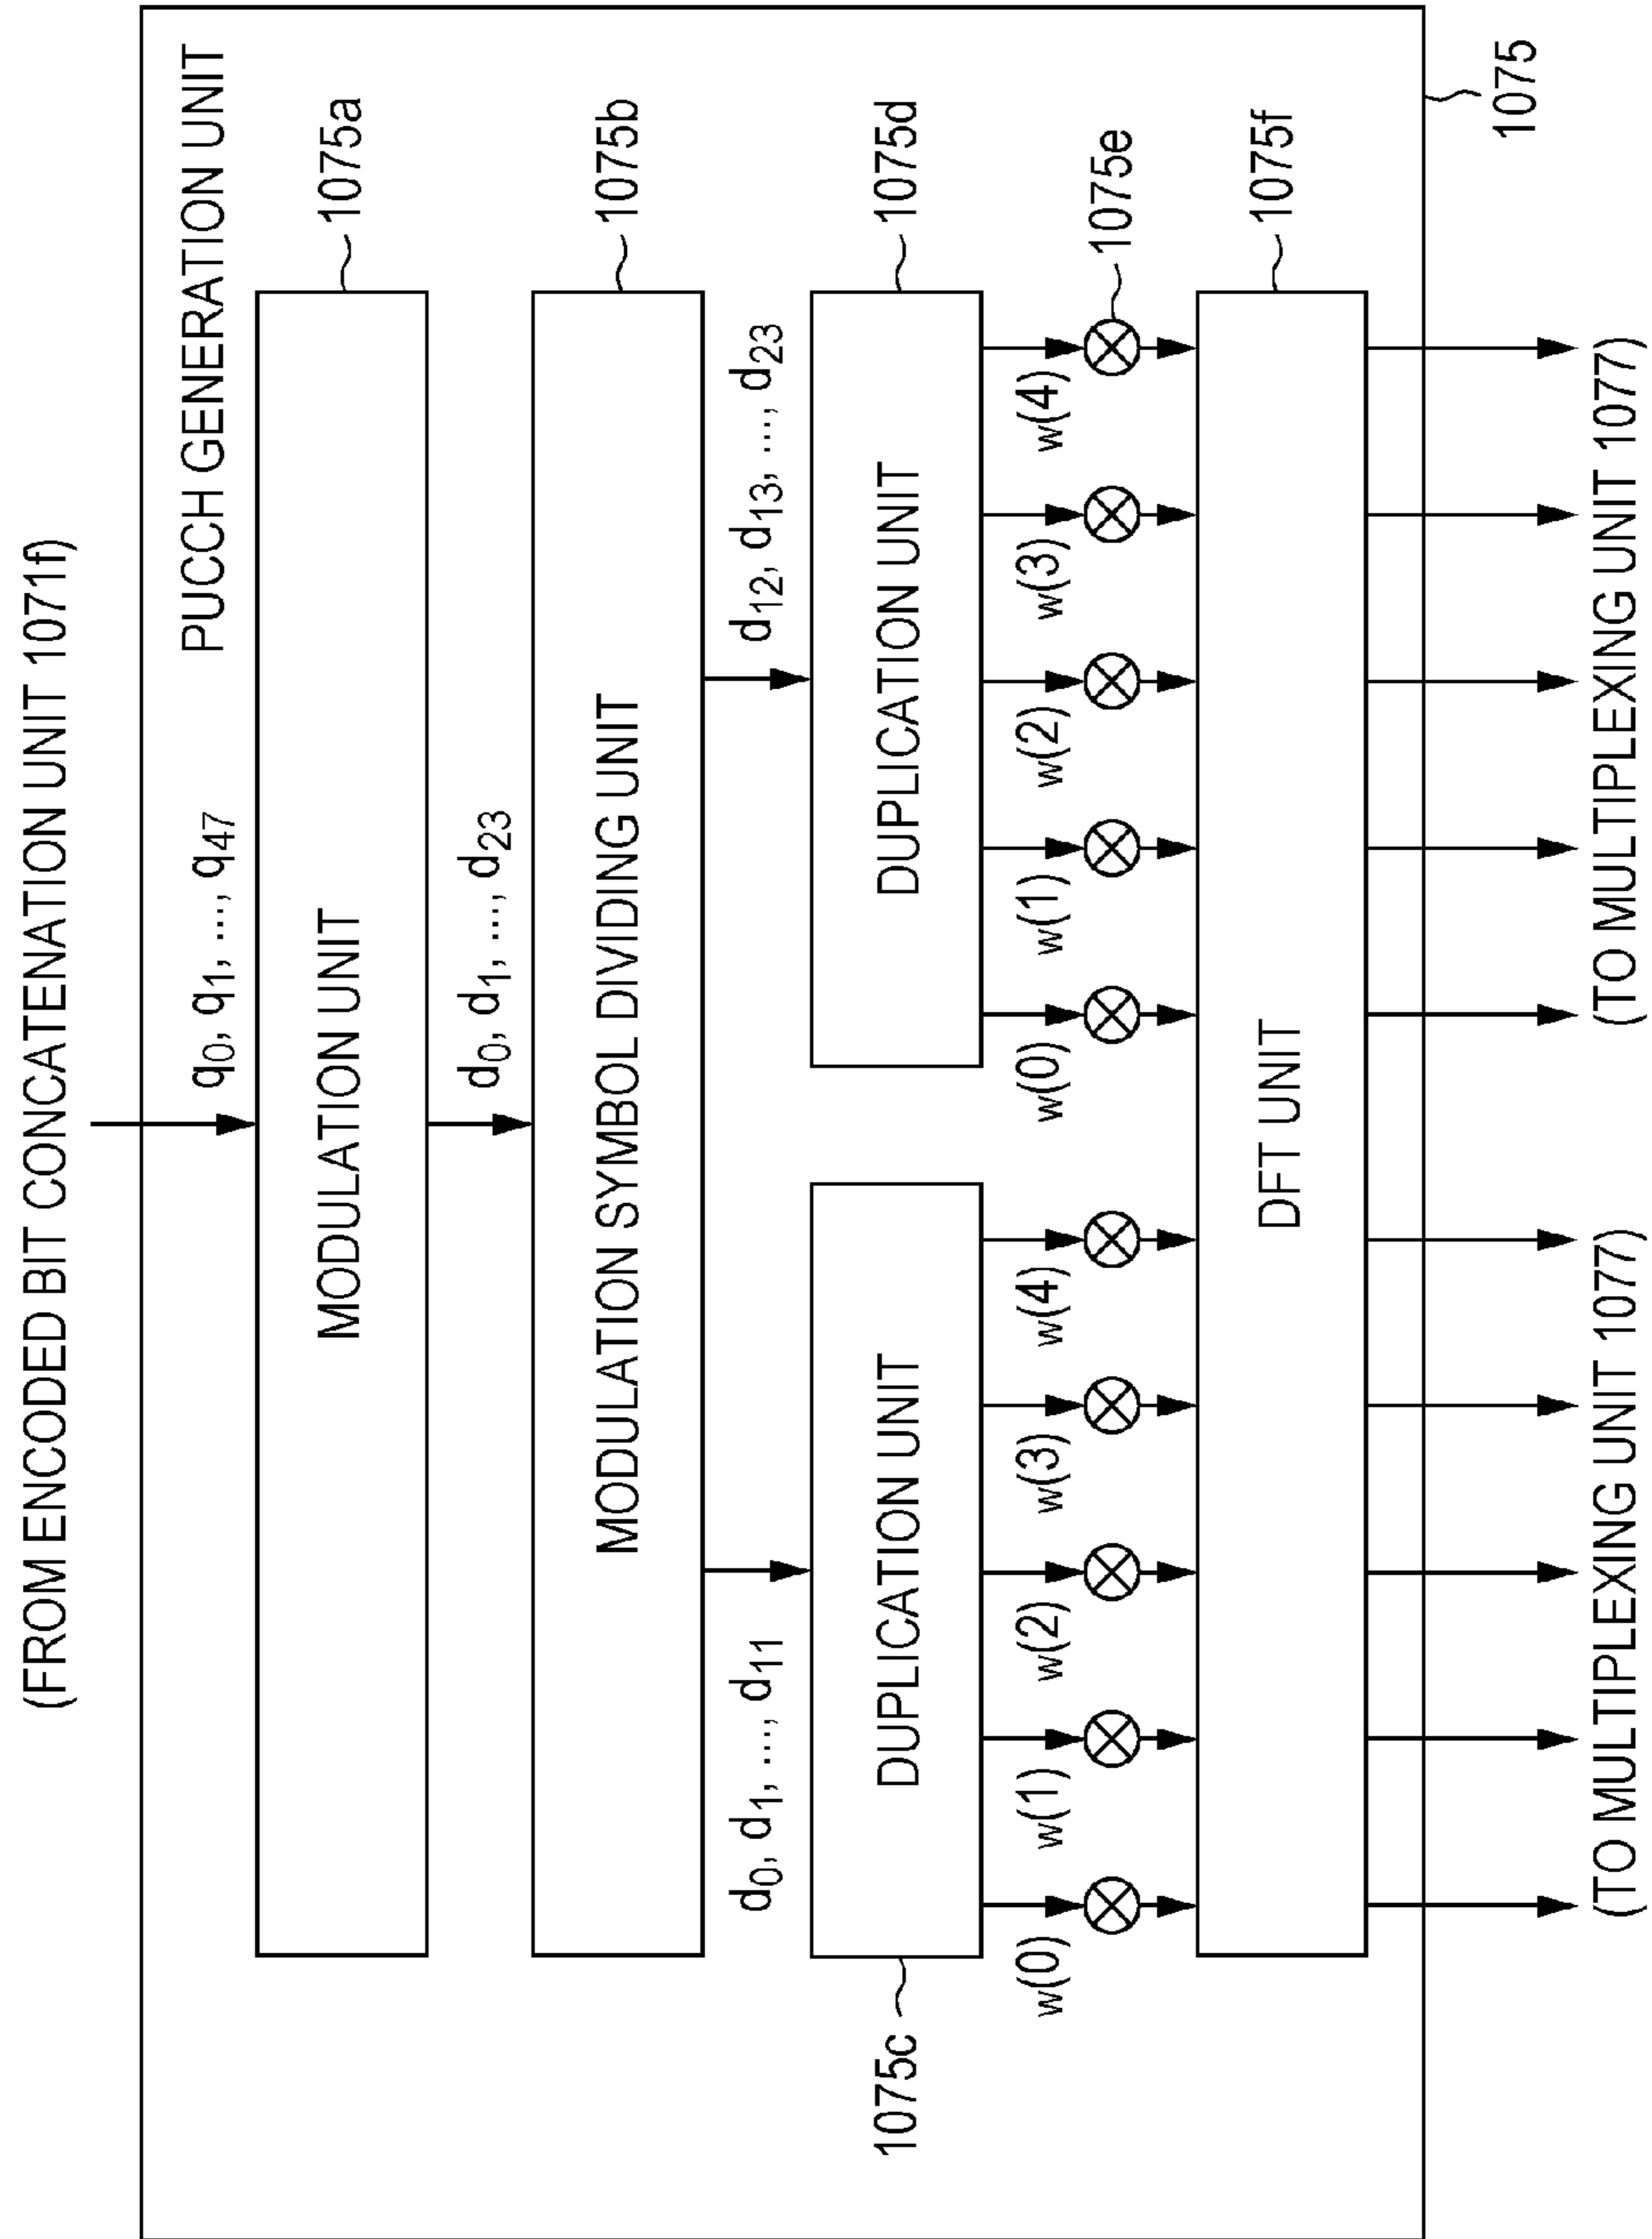 (FROM ENCODED BIT CONCATENATION UNIT 1071f)
PUCCH GENERATION UNIT
q0, q1, ..., q47
MODULATION UNIT
1075a
d0, d1, ..., d23
MODULATION SYMBOL DIVIDING UNIT
1075b
d0, d1, ..., d11
d12, d13, ..., d23
1075c
DUPLICATION UNIT
DUPLICATION UNIT
1075d
w(0) w(1) w(2) w(3) w(4)
w(0) w(1) w(2) w(3) w(4)
1075e
DFT UNIT
1075f
1075
(TO MULTIPLEXING UNIT 1077)
(TO MULTIPLEXING UNIT 1077)